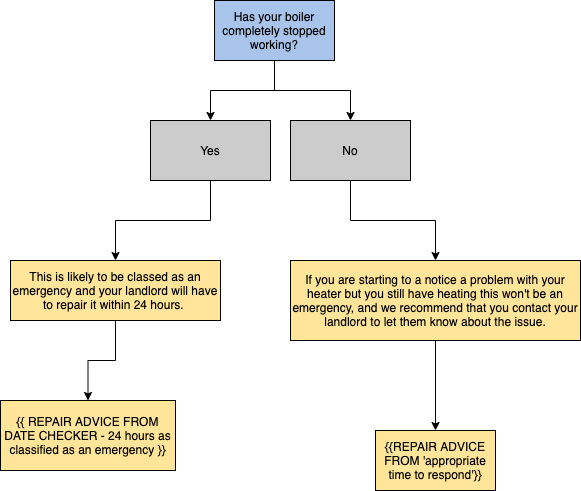 Has your boiler
completely stopped
working?
Yes
No
This is likely to be classed as an
emergency and your landlord will have
to repair it within 24 hours.
If you are starting to a notice a problem with your
heater but you still have heating this won't be an
emergency, and we recommend that you contact your
landlord to let them know about the issue.
{{ REPAIR ADVICE FROM
DATE CHECKER - 24 hours as
classified as an emergency }}
{{REPAIR ADVICE
FROM 'appropriate
time to respond'}}